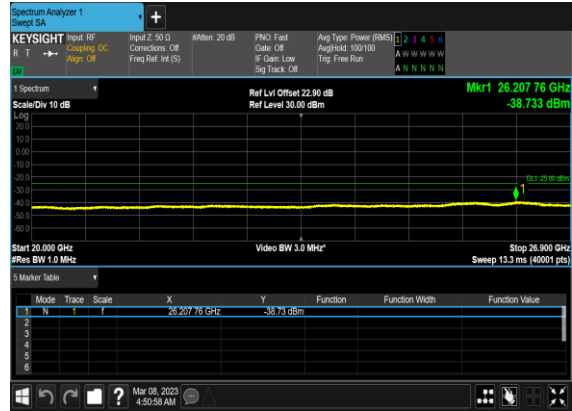 Spectrum Analyzer 1
Swept SA
+
KEYSIGHT Input: RF Input Z: 50 Ω #Atten: 20 dB PNO: Fast Avg Type: Power (RMS) 1 2 3 4 5 6
R T Coupling: DC Corrections: Off Gate: Off Avg|Hold: 100/100 A W W W W W
Align: Off Freq Ref: Int (S) IF Gain: Low Trig: Free Run
Sig Track: Off A N N N N N
1 Spectrum Ref Lvl Offset 22.90 dB Mkr1 26.207 76 GHz
Scale/Div 10 dB Ref Level 30.00 dBm -38.733 dBm
Log
20.0
10.0
0.00
-10.0
-20.0
DL1 -25.00 dBm
-30.0
1
-40.0
-50.0
-60.0
Start 20.000 GHz Video BW 3.0 MHz* Stop 26.900 GHz
#Res BW 1.0 MHz Sweep 13.3 ms (40001 pts)
5 Marker Table
Mode Trace Scale X Y Function Function Width Function Value
1 N 1 f 26.207 76 GHz -38.73 dBm
2
3
4
5
6
? Mar 08, 2023
4:50:58 AM